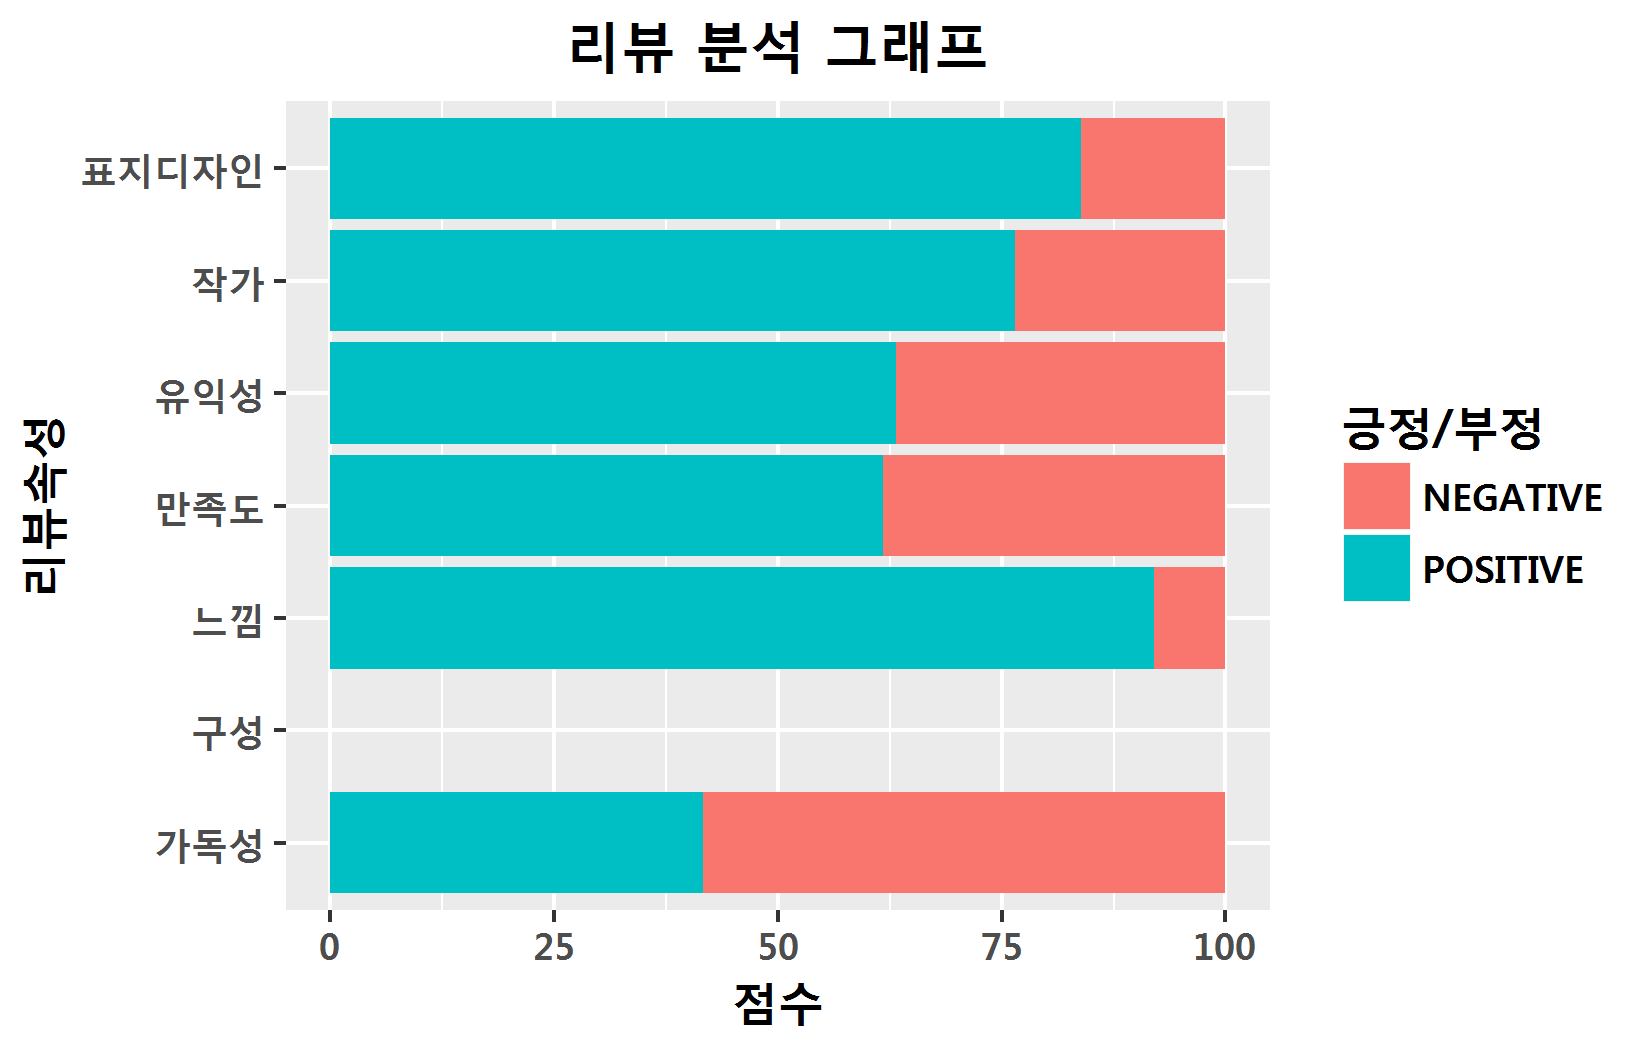 리뷰 분석 그래프
표지디자인
작가
유익성
만족도
느낌
구성
가독성
리뷰속성
0 25 50 75 100
점수
긍정/부정
NEGATIVE
POSITIVE